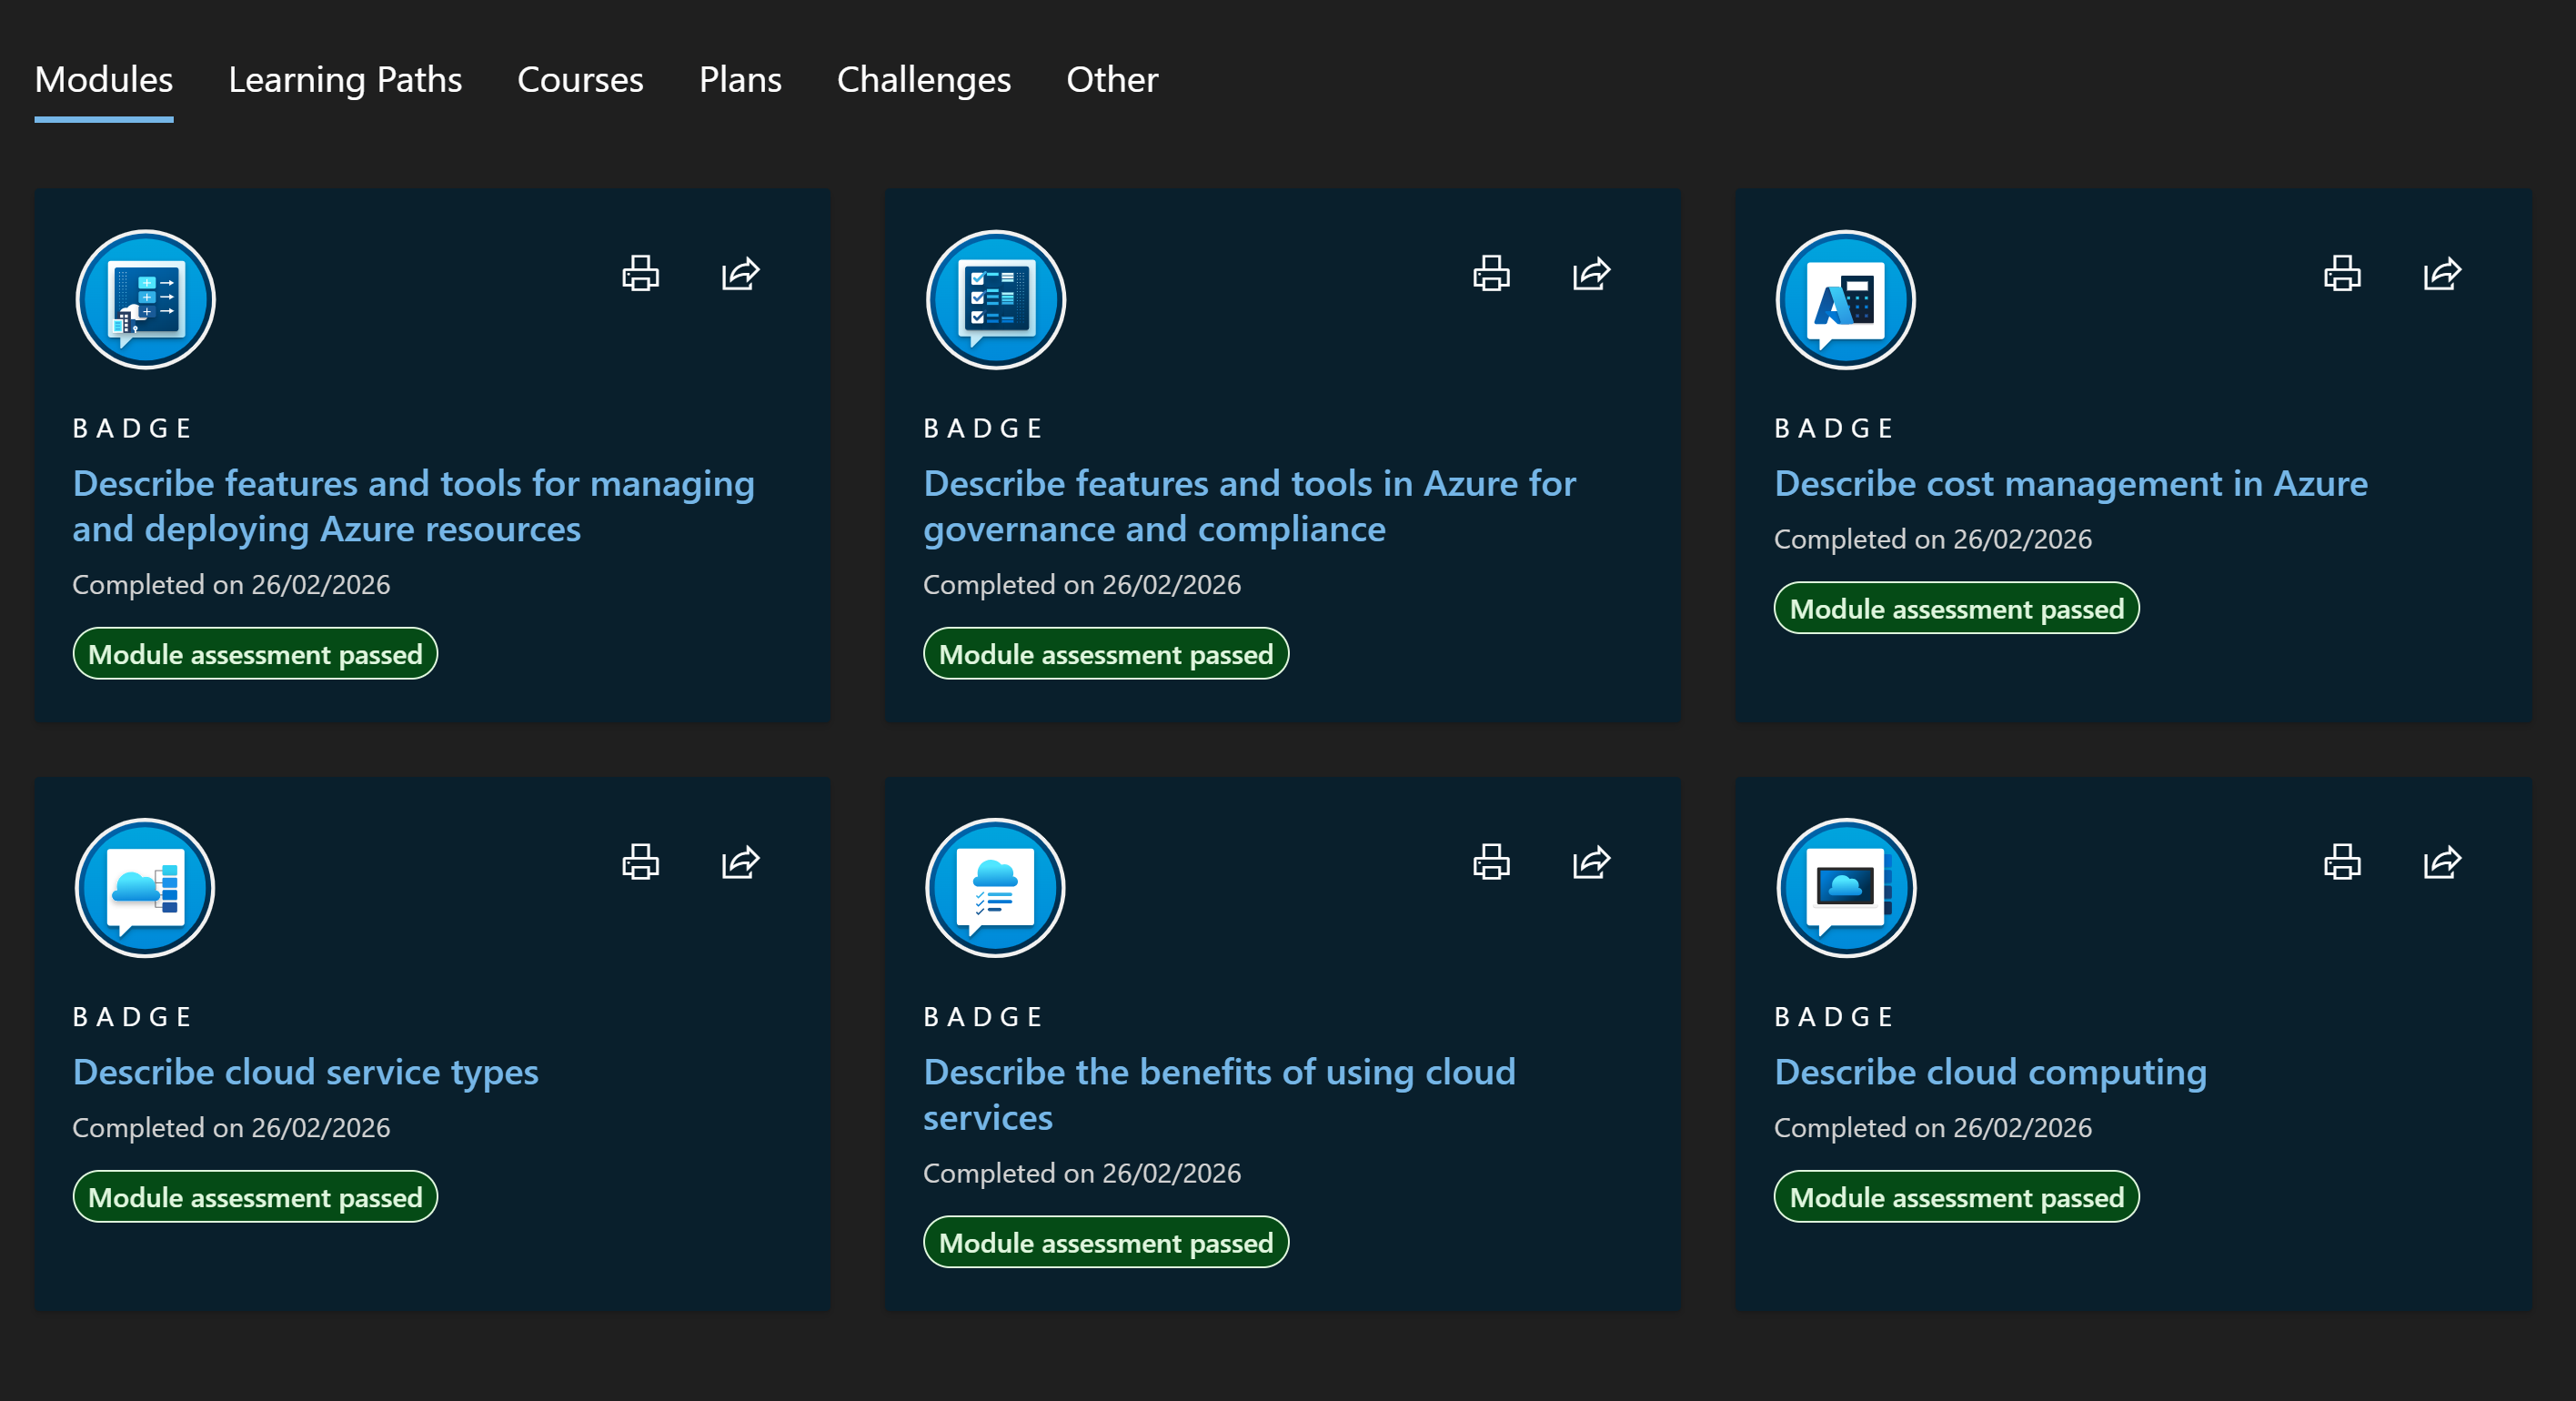 Modules Learning Paths Courses Plans Challenges Other
BADGE
Describe features and tools for managing
and deploying Azure resources
Completed on 26/02/2026
Module assessment passed
BADGE
Describe features and tools in Azure for
governance and compliance
Completed on 26/02/2026
Module assessment passed
BADGE
Describe cost management in Azure
Completed on 26/02/2026
Module assessment passed
BADGE
Describe cloud service types
Completed on 26/02/2026
Module assessment passed
BADGE
Describe the benefits of using cloud
services
Completed on 26/02/2026
Module assessment passed
BADGE
Describe cloud computing
Completed on 26/02/2026
Module assessment passed